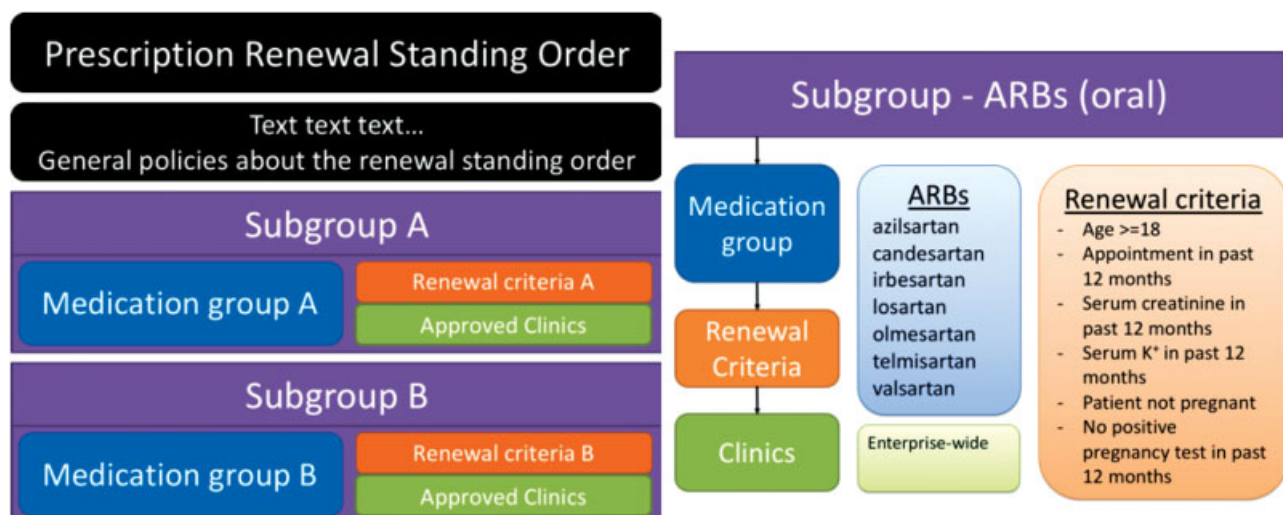 Prescription Renewal Standing Order
Text text text...
General policies about the renewal standing order
Subgroup A
Medication group A
Renewal criteria A
Approved Clinics
Subgroup B
Medication group B
Renewal criteria B
Approved Clinics
Subgroup - ARBs (oral)
Medication
group
Renewal
Criteria
Clinics
ARBs
azilsartan
candesartan
irbesartan
losartan
olmesartan
telmisartan
valsartan
Enterprise-wide
Renewal criteria
- Age >=18
- Appointment in past
12 months
- Serum creatinine in
past 12 months
- Serum K⁺ in past 12
months
- Patient not pregnant
- No positive
pregnancy test in past
12 months